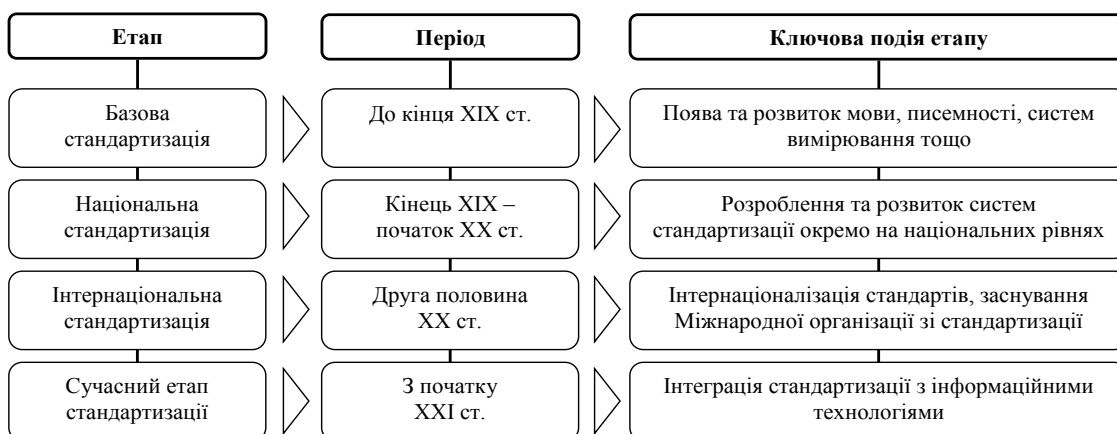 Етап
Період
Ключова подія етапу
Базова
стандартизація
До кінця XIX ст.
Поява та розвиток мови, писемності, систем
вимірювання тощо
Національна
стандартизація
Кінець XIX –
початок XX ст.
Розроблення та розвиток систем
стандартизації окремо на національних рівнях
Інтернаціональна
стандартизація
Друга половина
XX ст.
Інтернаціоналізація стандартів, заснування
Міжнародної організації зі стандартизації
Сучасний етап
стандартизації
З початку
XXI ст.
Інтеграція стандартизації з інформаційними
технологіями